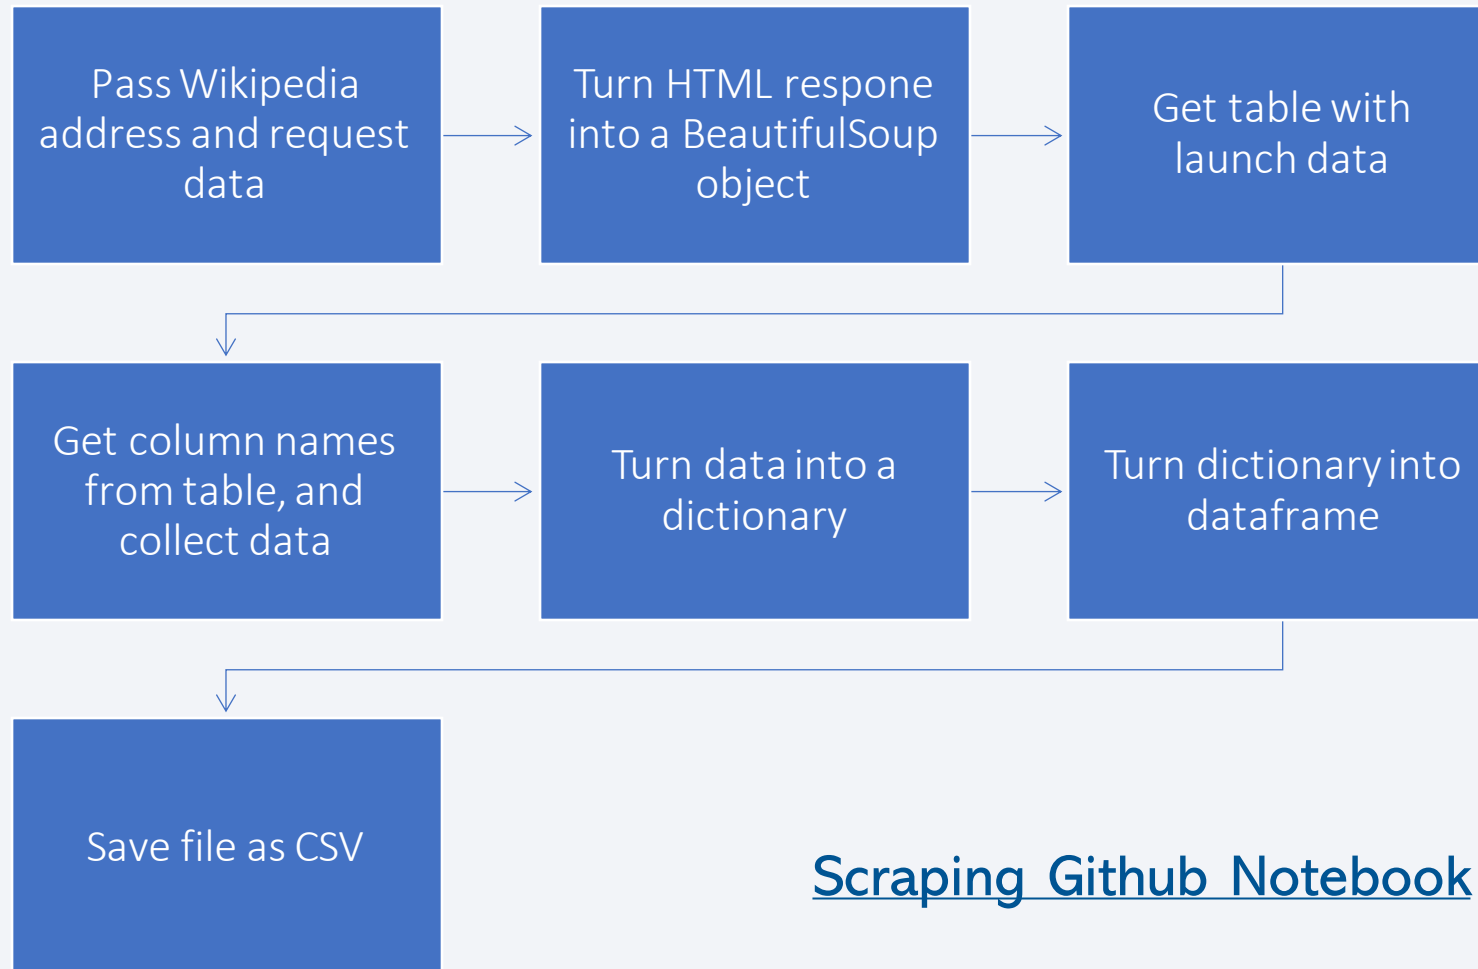 Pass Wikipedia
address and request
data
Turn HTML respone
into a BeautifulSoup
object
Get table with
launch data
Get column names
from table, and
collect data
Turn data into a
dictionary
Turn dictionary into
dataframe
Save file as CSV
Scraping Github Notebook